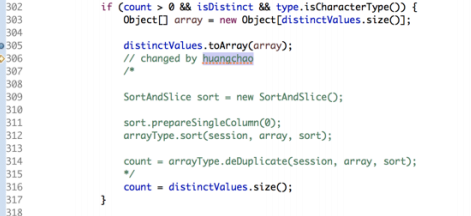 302 if (count > 0 && isDistinct && type.isCharacterType()) {
303 Object[] array = new Object[distinctValues.size()];
304
305 distinctValues.toArray(array);
306 // changed by huangchao
307 /*
308
309 SortAndSlice sort = new SortAndSlice();
310
311 sort.prepareSingleColumn(0);
312 arrayType.sort(session, array, sort);
313
314 count = arrayType.deDuplicate(session, array, sort);
315 */
316 count = distinctValues.size();
317 }
318